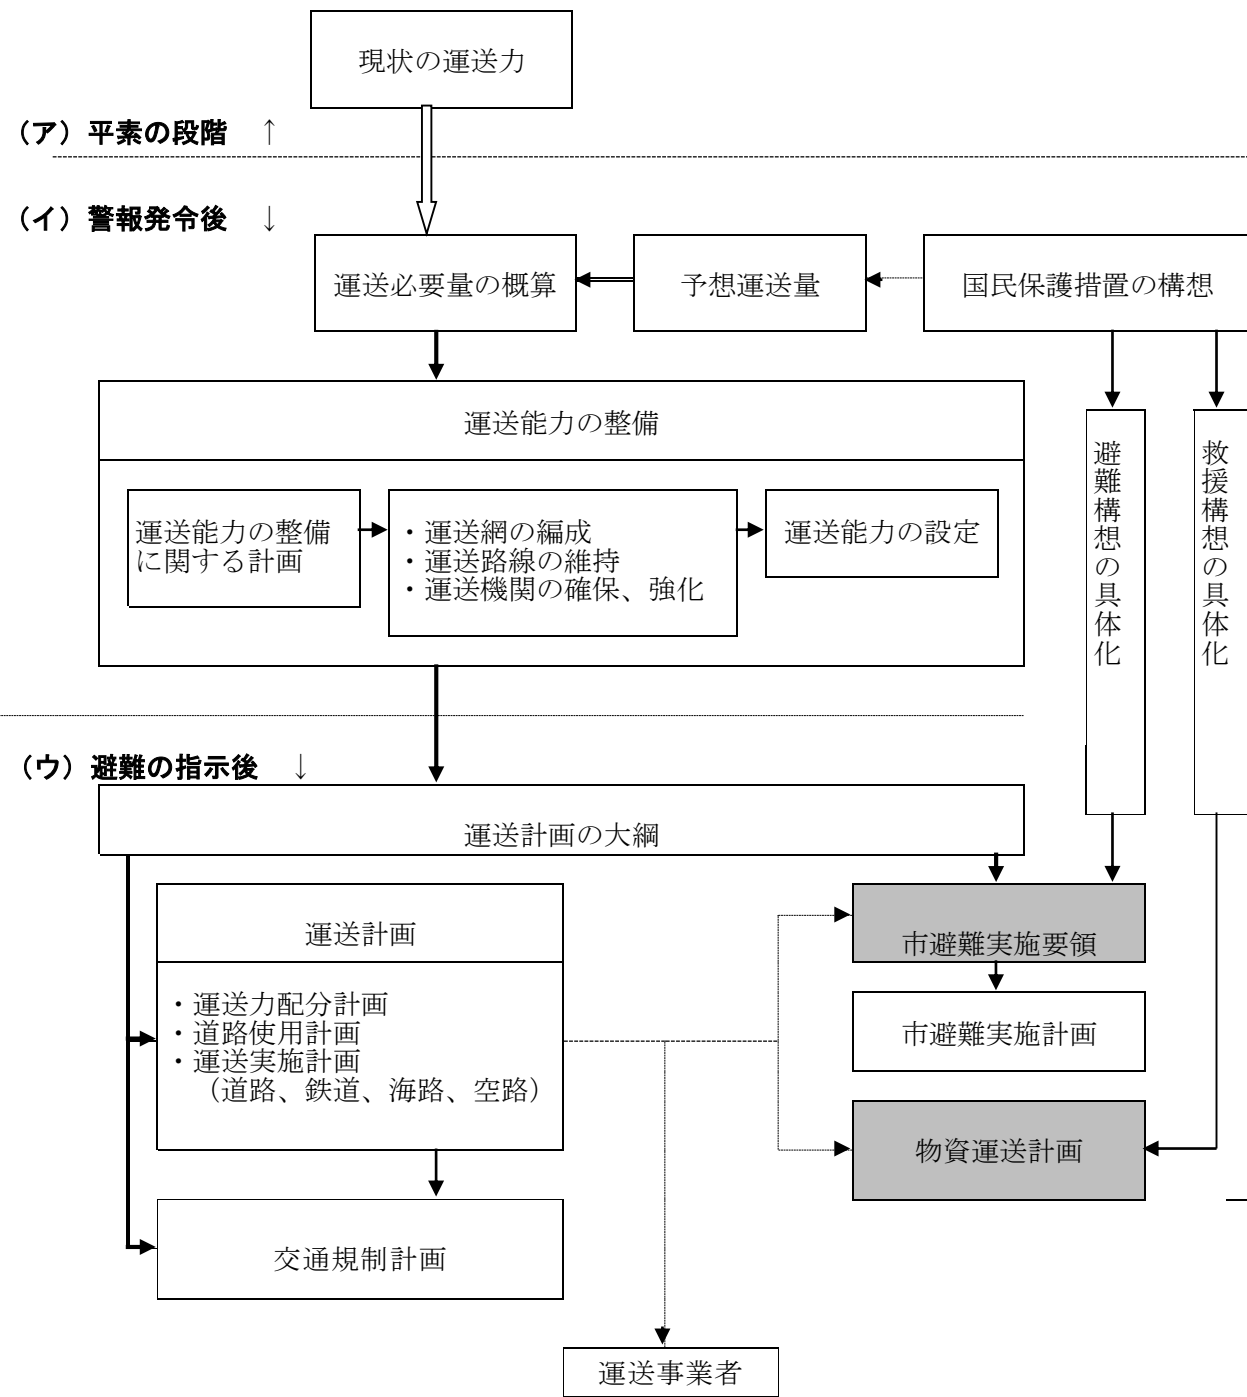 現状の運送力
（ア）平素の段階　↑
（イ）警報発令後　↓
運送必要量の概算
予想運送量
国民保護措置の構想
運送能力の整備
運送能力の整備
に関する計画
・運送網の編成
・運送路線の維持
・運送機関の確保、強化
運送能力の設定
避難構想の具体化
救援構想の具体化
（ウ）避難の指示後　↓
運送計画の大綱
運送計画
・運送力配分計画
・道路使用計画
・運送実施計画
（道路、鉄道、海路、空路）
市避難実施要領
市避難実施計画
物資運送計画
交通規制計画
運送事業者